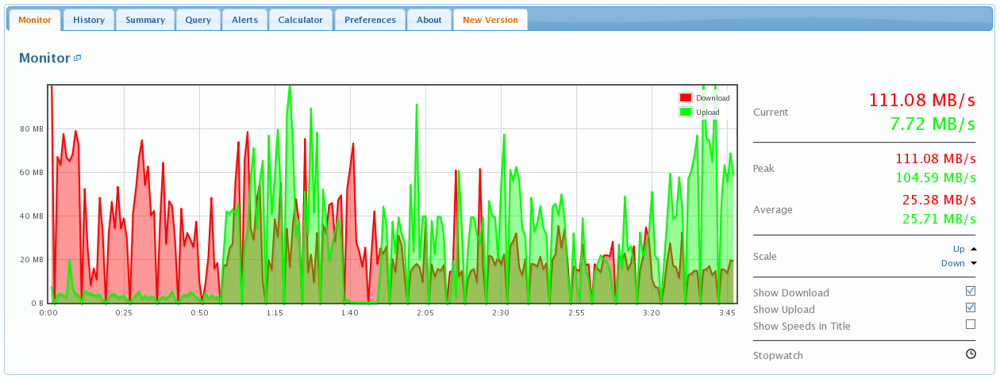 Monitor History Summary Query Alerts Calculator Preferences About New Version
Monitor
Download
Upload
80 MB
60 MB
40 MB
20 MB
0 B
0:00 0:25 0:50 1:15 1:40 2:05 2:30 2:55 3:20 3:45
Current 111.08 MB/s
7.72 MB/s
Peak 111.08 MB/s
104.59 MB/s
Average 25.38 MB/s
25.71 MB/s
Scale Up
Down
Show Download
Show Upload
Show Speeds in Title
Stopwatch